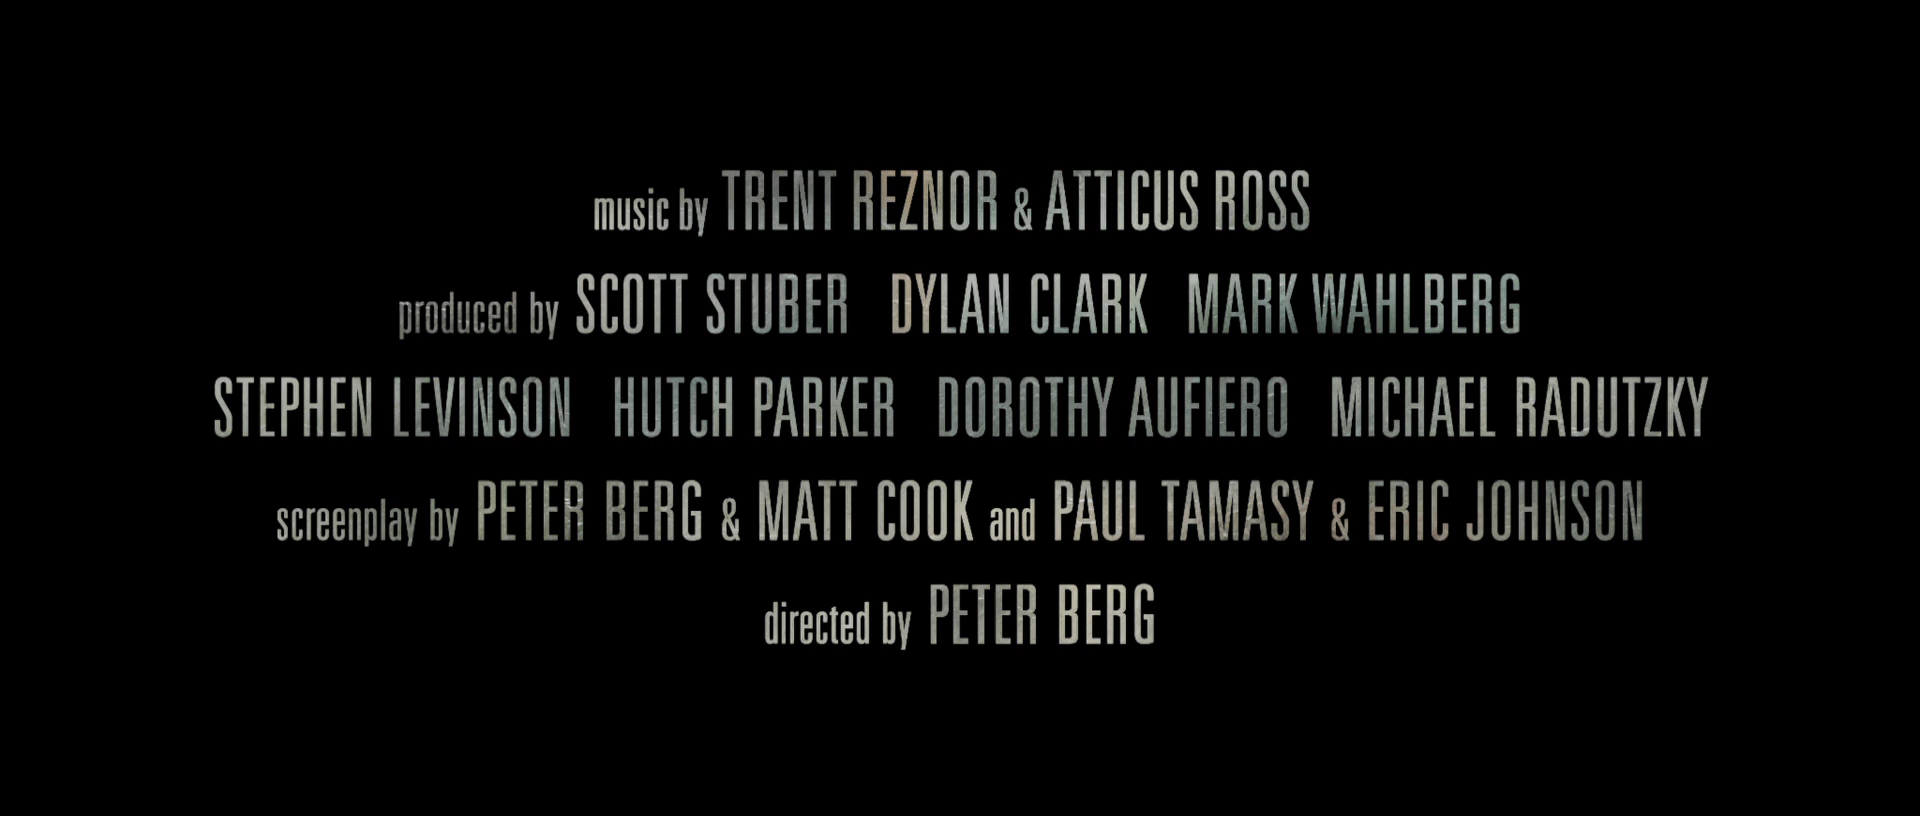 music by TRENT REZNOR & ATTICUS ROSS
produced by SCOTT STUBER DYLAN CLARK MARK WAHLBERG
STEPHEN LEVINSON HUTCH PARKER DOROTHY AUFIERO MICHAEL RADUTZKY
screenplay by PETER BERG & MATT COOK and PAUL TAMASY & ERIC JOHNSON
directed by PETER BERG